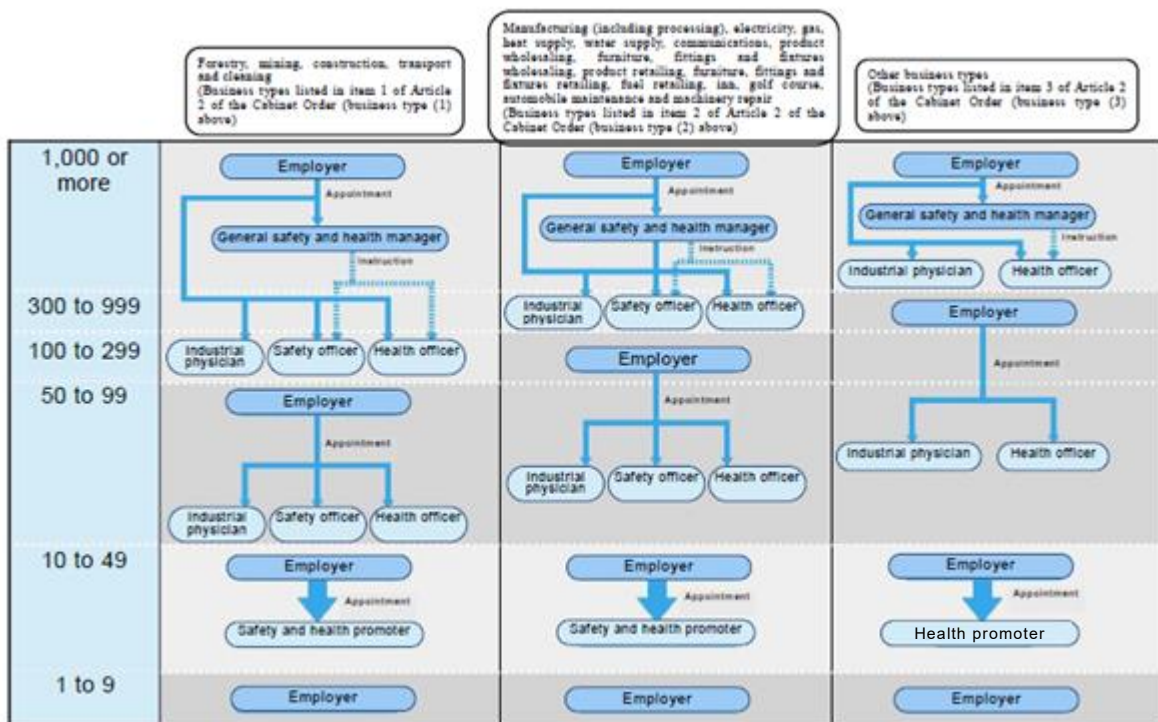 Forestry, mining, construction, transport
and cleaning
(Business types listed in item 1 of Article
2 of the Cabinet Order (business type (1)
above)
Manufacturing (including processing), electricity, gas,
heat supply, water supply, communications, product
wholesaling, furniture, fittings and fixtures
wholesaling, product retailing, furniture, fittings and
fixtures retailing, fuel retailing, inn, golf course,
automobile maintenance and machinery repair
(Business types listed in item 2 of Article 2 of the
Cabinet Order (business type (2) above)
Other business types
(Business types listed in item 3 of Article 2
of the Cabinet Order (business type (3)
above)
1,000 or
more
Employer
Appointment
General safety and health manager
Instruction
Industrial
physician
Safety officer
Health officer
Employer
Appointment
General safety and health manager
Instruction
Industrial
physician
Safety officer
Health officer
Employer
Appointment
General safety and health manager
Instruction
Industrial physician
Health officer
300 to 999
100 to 299
50 to 99
Employer
Appointment
Industrial
physician
Safety officer
Health officer
Employer
Appointment
Industrial
physician
Safety officer
Health officer
Employer
Appointment
Industrial physician
Health officer
10 to 49
Employer
Appointment
Safety and health promoter
Employer
Appointment
Safety and health promoter
Employer
Appointment
Health promoter
1 to 9
Employer
Employer
Employer